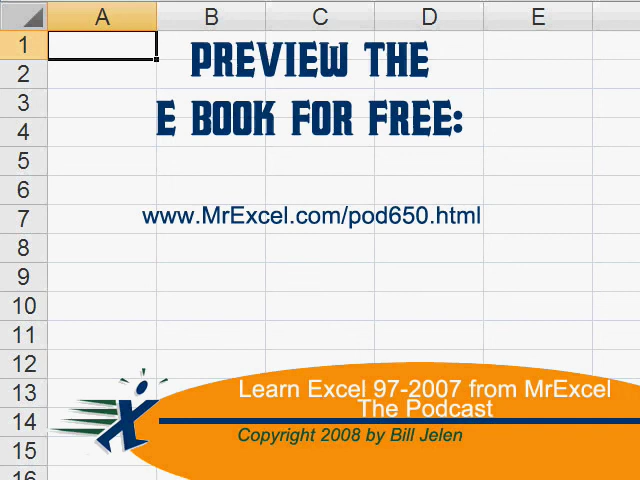 A B C D E
1
2
3
4
5
6
7
8
9
10
11
12
13
14
15
16
PREVIEW THE
E BOOK FOR FREE:
www.MrExcel.com/pod650.html
Learn Excel 97-2007 from MrExcel
The Podcast
Copyright 2008 by Bill Jelen